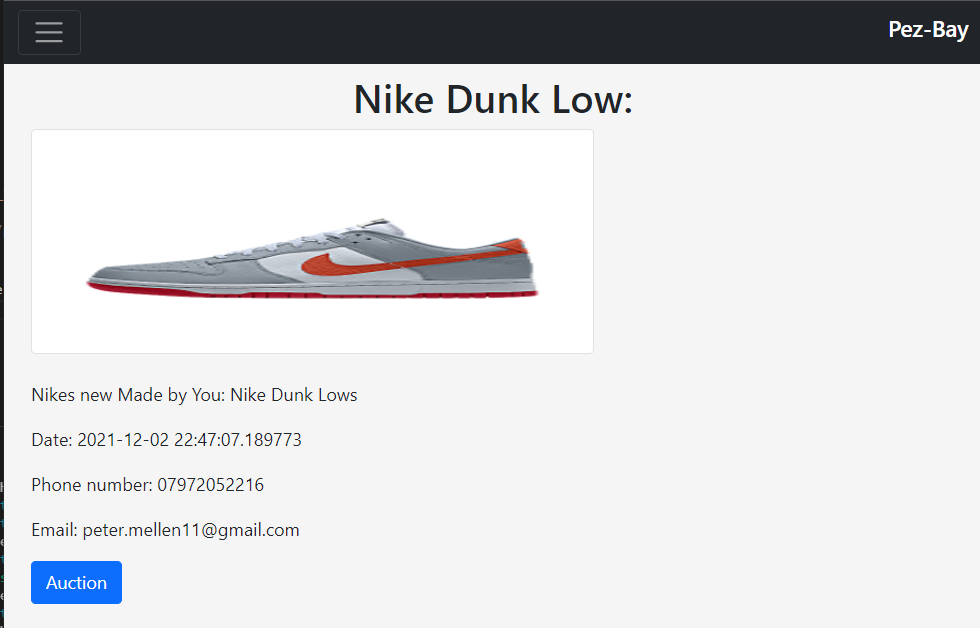 Pez-Bay
Nike Dunk Low:
Nikes new Made by You: Nike Dunk Lows
Date: 2021-12-02 22:47:07.189773
Phone number: 07972052216
Email: peter.mellen11@gmail.com
Auction